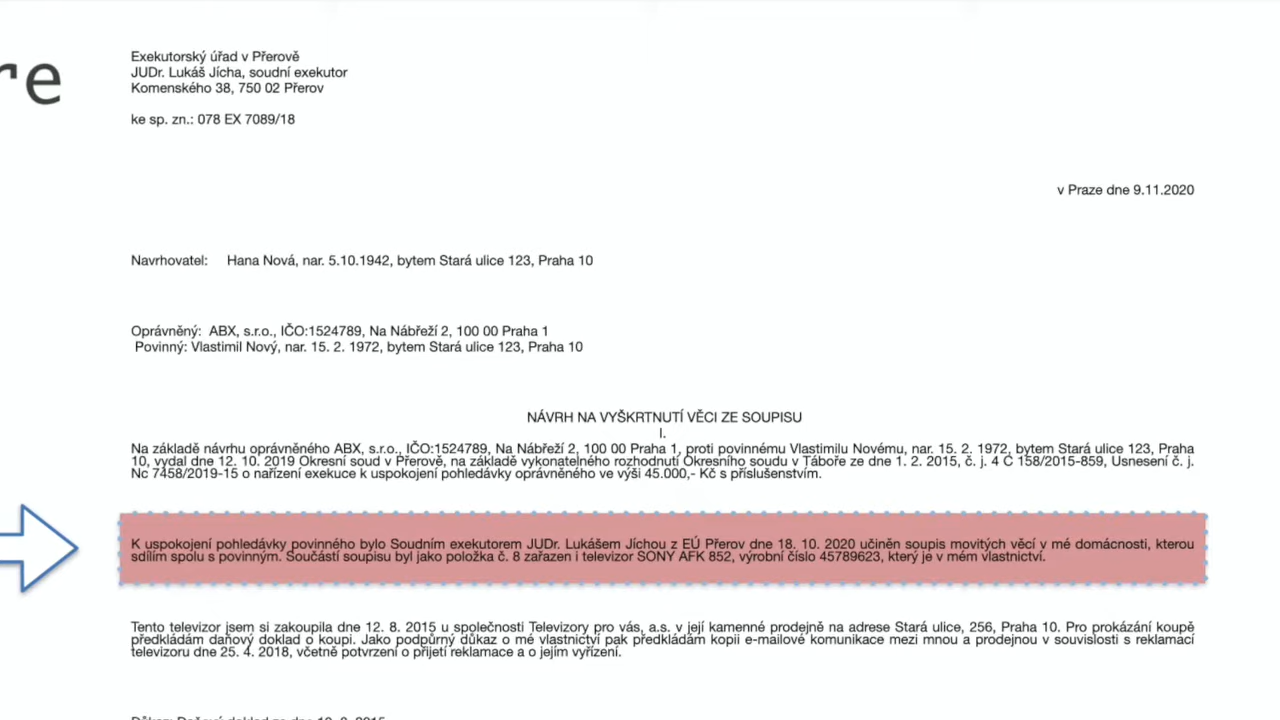 re
Exekutorský úřad v Přerově
JUDr. Lukáš Jícha, soudní exekutor
Komenského 38, 750 02 Přerov
ke sp. zn.: 078 EX 7089/18
v Praze dne 9.11.2020
Navrhovatel: Hana Nová, nar. 5.10.1942, bytem Stará ulice 123, Praha 10
Oprávněný: ABX, s.r.o., IČO:1524789, Na Nábřeží 2, 100 00 Praha 1
Povinný: Vlastimil Nový, nar. 15. 2. 1972, bytem Stará ulice 123, Praha 10
NÁVRH NA VYŠKRTNUTÍ VĚCI ZE SOUPISU
I.
Na základě návrhu oprávněného ABX, s.r.o., IČO:1524789, Na Nábřeží 2, 100 00 Praha 1, proti povinnému Vlastimilu Novému, nar. 15. 2. 1972, bytem Stará ulice 123, Praha
10, vydal dne 12. 10. 2019 Okresní soud v Přerově, na základě vykonatelného rozhodnutí Okresního soudu v Táboře ze dne 1. 2. 2015, č. j. 4 C 158/2015-859, Usnesení č. j.
Nc 7458/2019-15 o nařízení exekuce k uspokojení pohledávky oprávněného ve výši 45.000,- Kč s příslušenstvím.
K uspokojení pohledávky povinného bylo Soudním exekutorem JUDr. Lukášem Jíchou z EÚ Přerov dne 18. 10. 2020 učiněn soupis movitých věcí v mé domácnosti, kterou
sdílím spolu s povinným. Součástí soupisu byl jako položka č. 8 zařazen i televizor SONY AFK 852, výrobní číslo 45789623, který je v mém vlastnictví.
Tento televizor jsem si zakoupila dne 12. 8. 2015 u společnosti Televizory pro vás, a.s. v její kamenné prodejně na adrese Stará ulice, 256, Praha 10. Pro prokázání koupě
předkládám daňový doklad o koupi. Jako podpůrný důkaz o mé vlastnictví pak předkládám kopii e-mailové komunikace mezi mnou a prodejnou v souvislosti s reklamací
televizoru dne 25. 4. 2018, včetně potvrzení o přijetí reklamace a o jejím vyřízení.